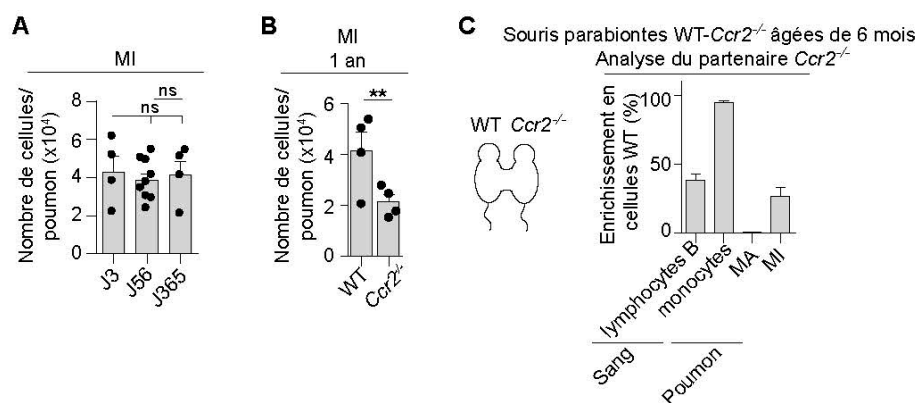 A
MI
Nombre de cellules/
poumon (x10⁴)
8
6
4
2
0
ns
ns
J3
J56
J365
B
MI
1 an
Nombre de cellules/
poumon (x10⁴)
6
4
2
0
**
WT
Ccr2⁻/⁻
C
Souris parabiontes WT-Ccr2⁻/⁻ âgées de 6 mois
Analyse du partenaire Ccr2⁻/⁻
WT Ccr2⁻/⁻
Enrichissement en
cellules WT (%)
100
50
0
lymphocytes B
monocytes
MA
MI
Sang
Poumon